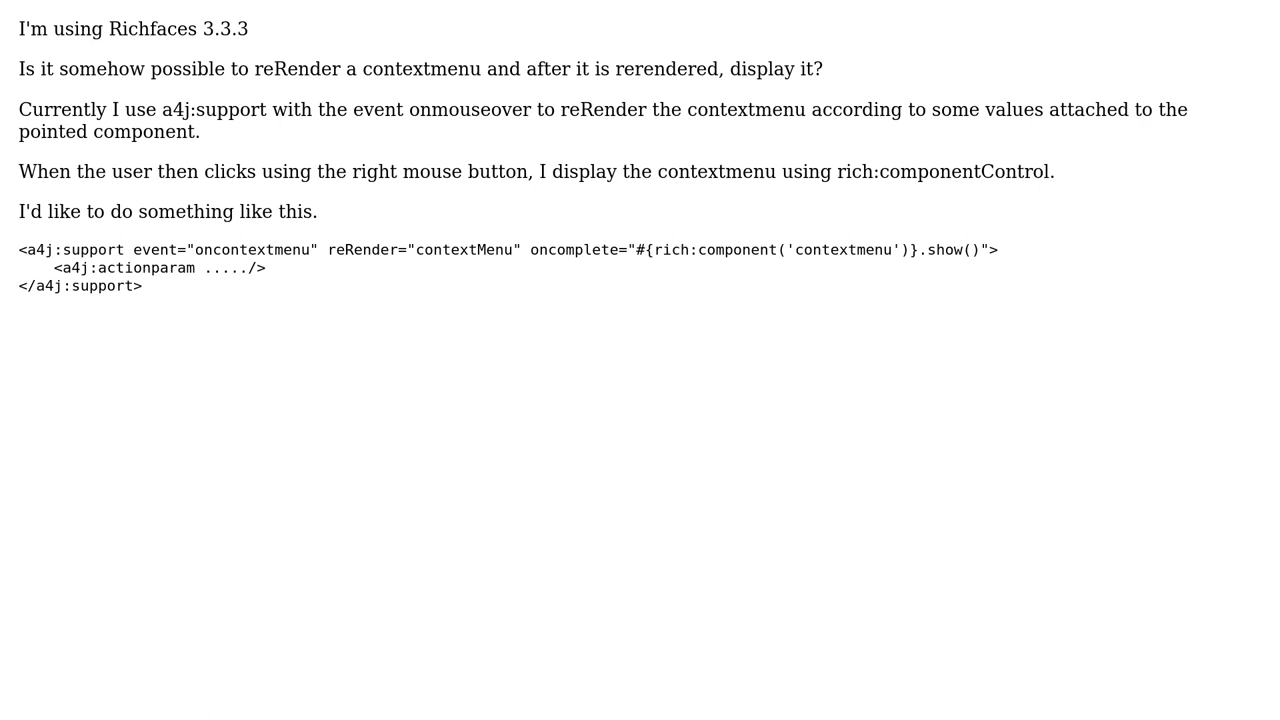 I'm using Richfaces 3.3.3
Is it somehow possible to reRender a contextmenu and after it is rerendered, display it?
Currently I use a4j:support with the event onmouseover to reRender the contextmenu according to some values attached to the
pointed component.
When the user then clicks using the right mouse button, I display the contextmenu using rich:componentControl.
I'd like to do something like this.
<a4j:support event="oncontextmenu" reRender="contextMenu" oncomplete="#{rich:component('contextmenu')}.show()">
    <a4j:actionparam ...../>
</a4j:support>